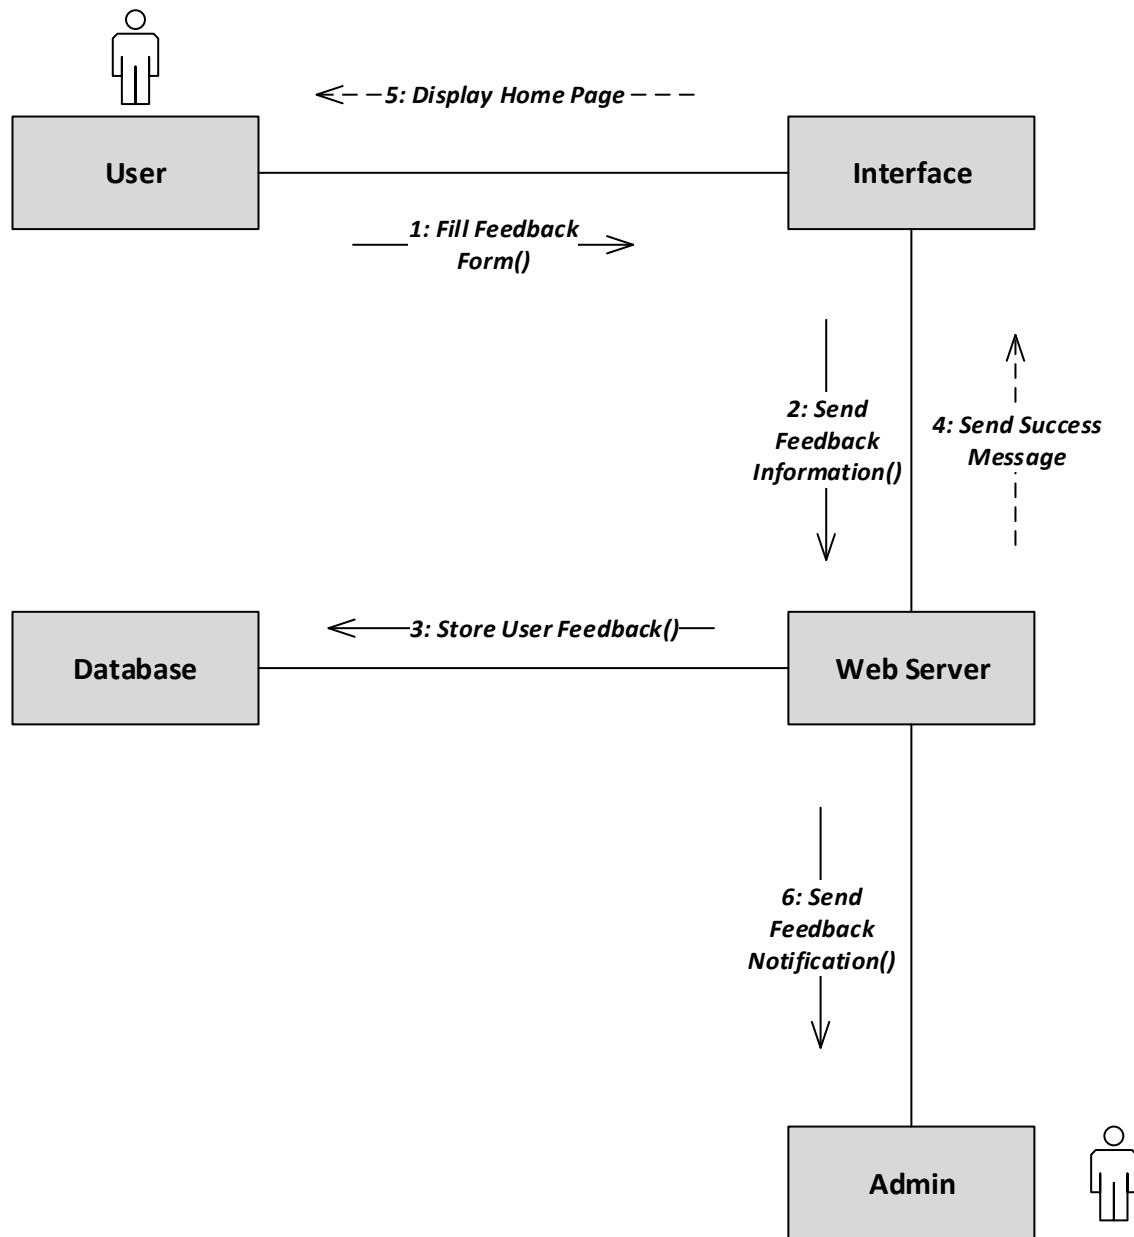 5: Display Home Page
User
Interface
1: Fill Feedback
Form()
2: Send
Feedback
Information()
4: Send Success
Message
3: Store User Feedback()
Database
Web Server
6: Send
Feedback
Notification()
Admin